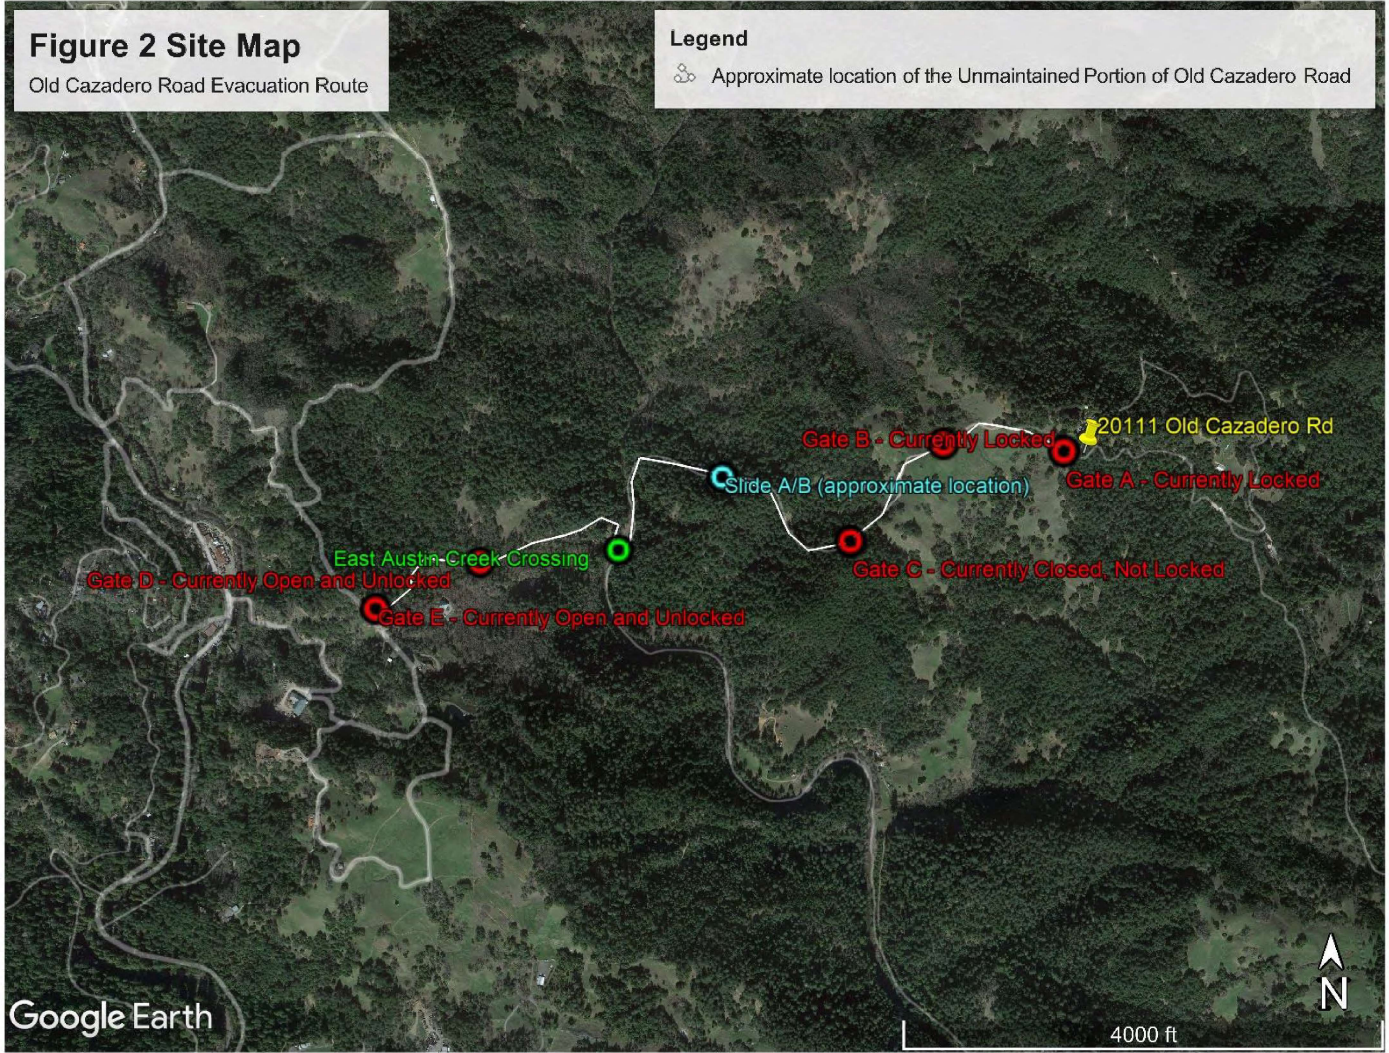 Figure 2 Site Map
Old Cazadero Road Evacuation Route
Legend
Approximate location of the Unmaintained Portion of Old Cazadero Road
20111 Old Cazadero Rd
Gate B - Currently Locked
Gate A - Currently Locked
Slide A/B (approximate location)
East Austin Creek Crossing
Gate C - Currently Closed, Not Locked
Gate D - Currently Open and Unlocked
Gate E - Currently Open and Unlocked
N
Google Earth
4000 ft